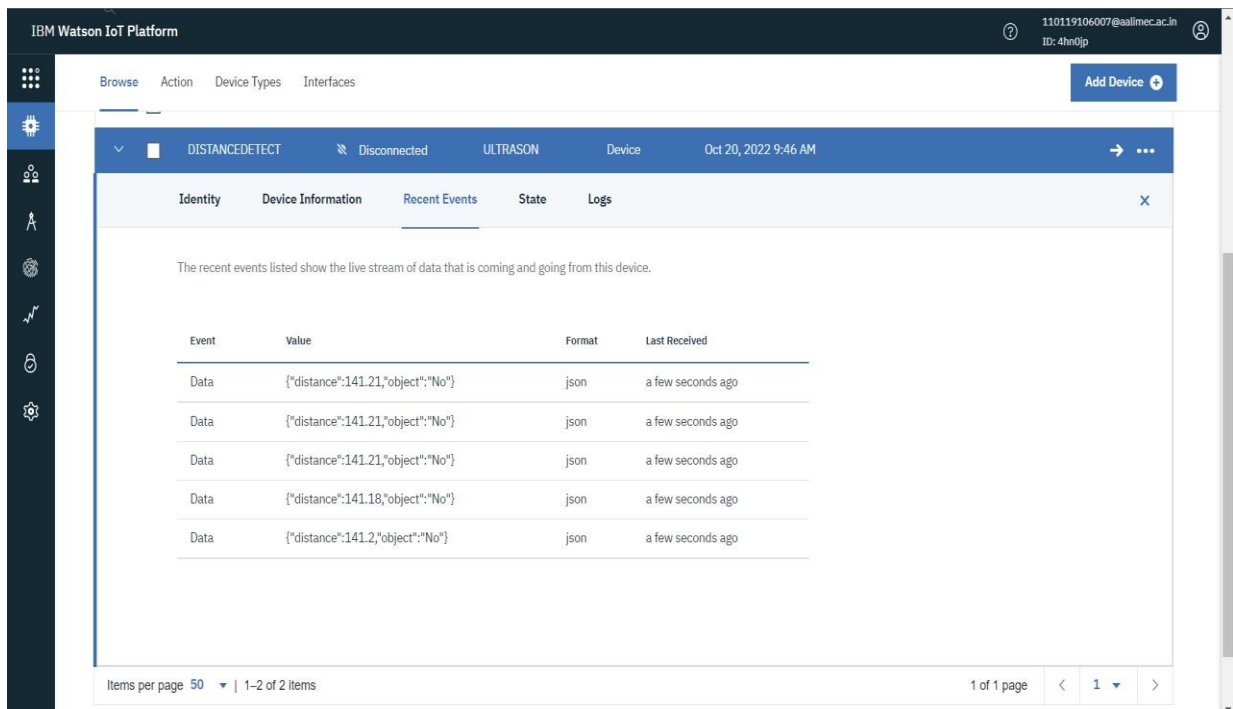 IBM Watson IoT Platform
110119106007@aalimec.ac.in
ID: 4hn0jp
Browse Action Device Types Interfaces
Add Device
DISTANCEDETECT Disconnected ULTRASON Device Oct 20, 2022 9:46 AM
Identity Device Information Recent Events State Logs X
The recent events listed show the live stream of data that is coming and going from this device.
Event Value Format Last Received
Data {"distance":141.21,"object":"No"} json a few seconds ago
Data {"distance":141.21,"object":"No"} json a few seconds ago
Data {"distance":141.21,"object":"No"} json a few seconds ago
Data {"distance":141.18,"object":"No"} json a few seconds ago
Data {"distance":141.2,"object":"No"} json a few seconds ago
Items per page 50 | 1–2 of 2 items 1 of 1 page < 1 >